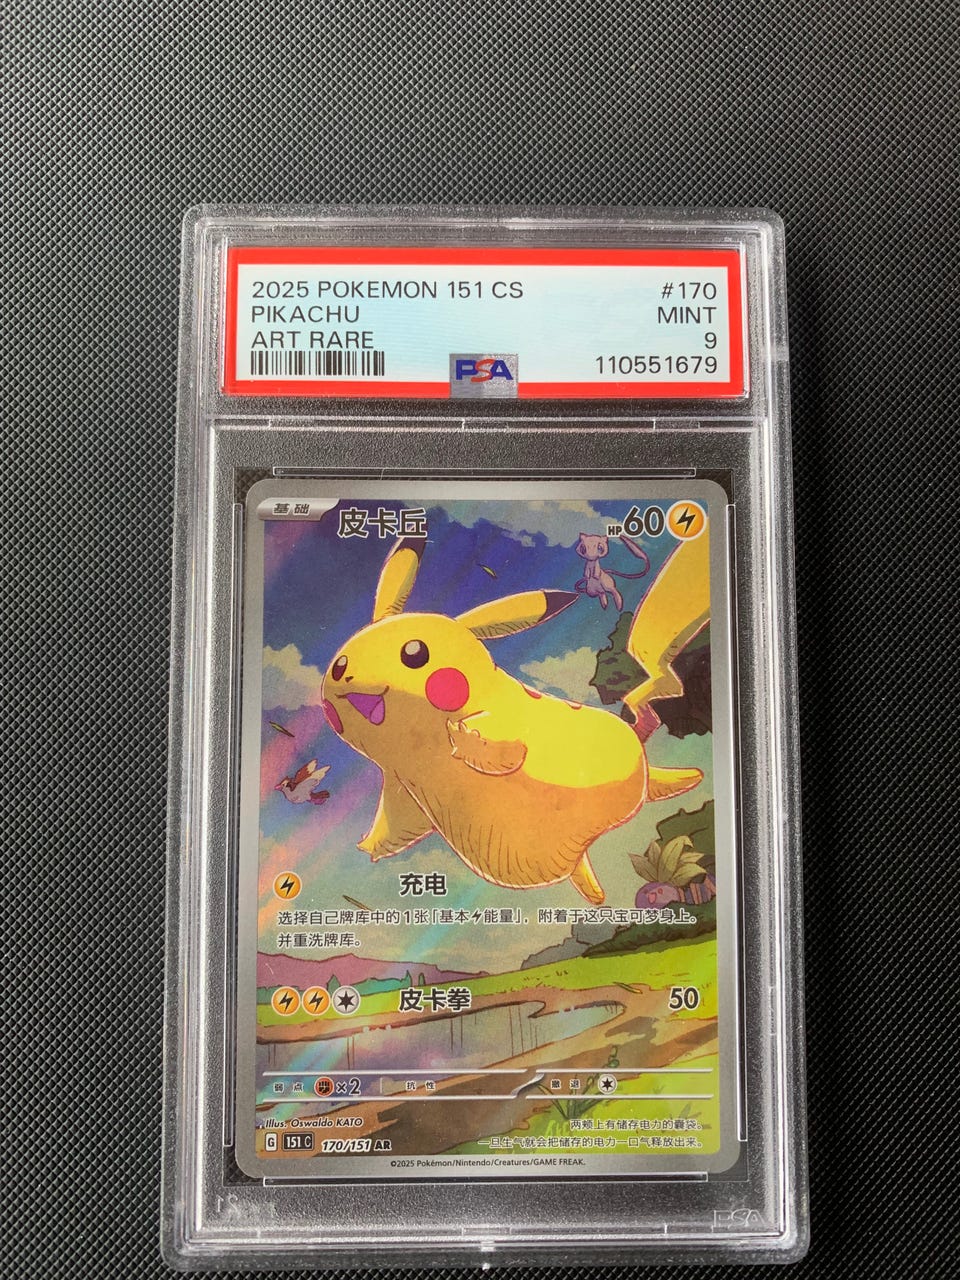 2025 POKEMON 151 CS #170
PIKACHU MINT
ART RARE 9
PSA 110551679
基础 皮卡丘 HP60
充电
选择自己牌库中的1张「基本⚡能量」，附着于这只宝可梦身上。
并重洗牌库。
皮卡拳 50
弱点 ×2 抗性 撤退
Illus. Oswaldo KATO
两颊上有储存电力的囊袋。
G 151 C 170/151 AR
一旦生气就会把储存的电力一口气释放出来。
©2025 Pokémon/Nintendo/Creatures/GAME FREAK.
PSA